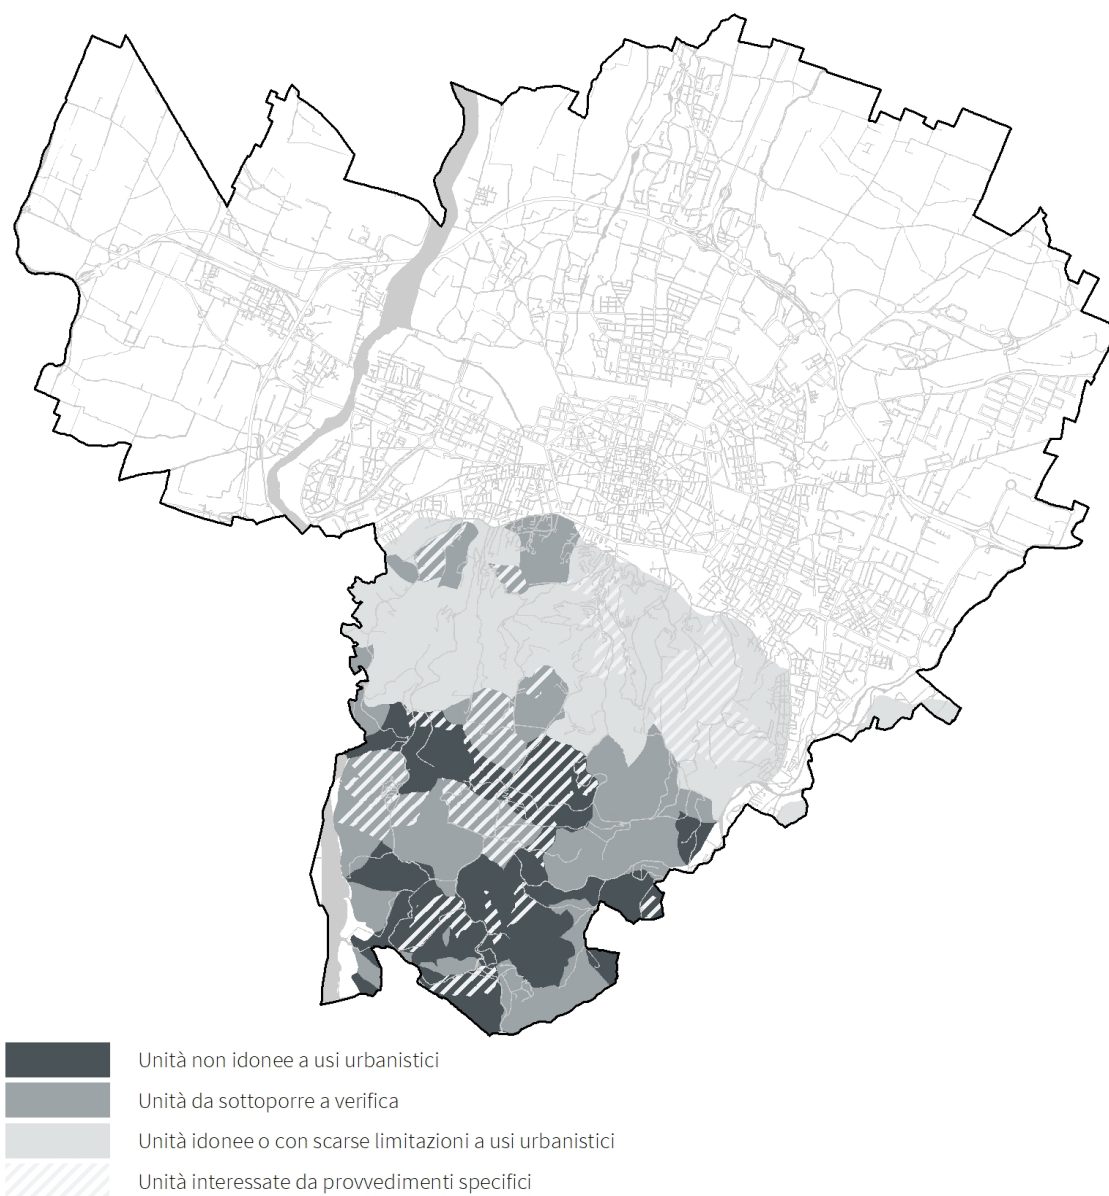 Unità non idonee a usi urbanistici
Unità da sottoporre a verifica
Unità idonee o con scarse limitazioni a usi urbanistici
Unità interessate da provvedimenti specifici